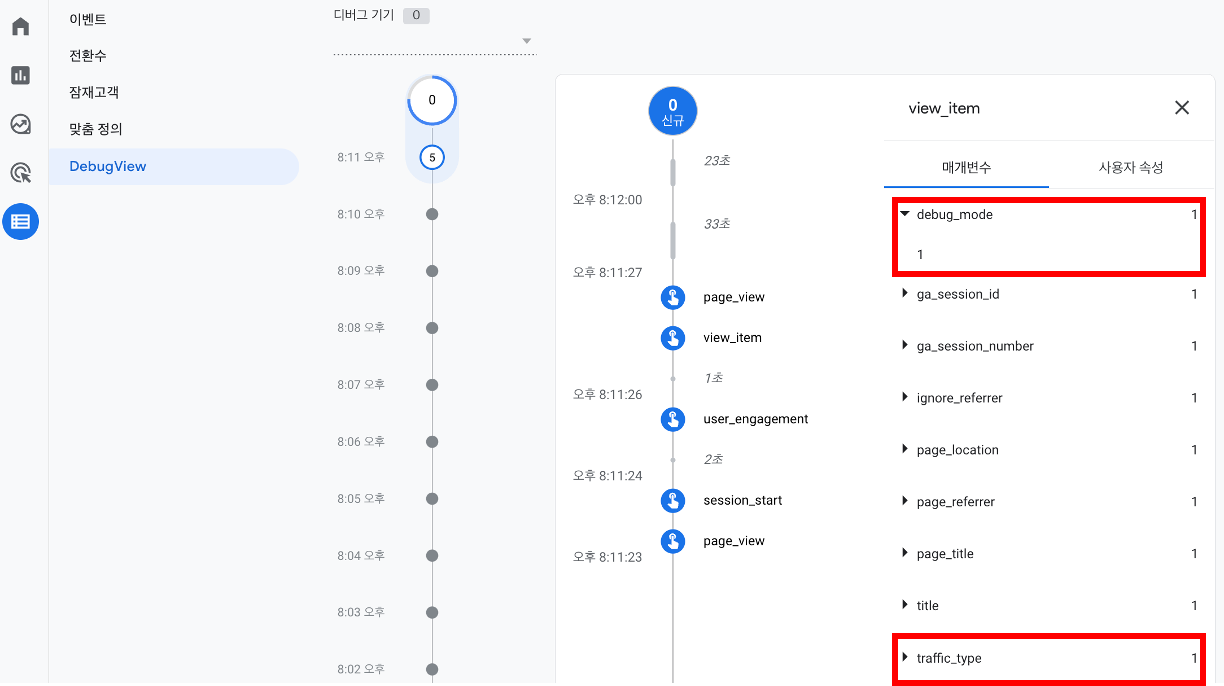 이벤트
전환수
잠재고객
맞춤 정의
DebugView
디버그 기기 0
0
8:11 오후 5
8:10 오후
8:09 오후
8:08 오후
8:07 오후
8:06 오후
8:05 오후
8:04 오후
8:03 오후
8:02 오후
0
신규
23초
오후 8:12:00
33초
오후 8:11:27
page_view
view_item
1초
오후 8:11:26
user_engagement
2초
오후 8:11:24
session_start
page_view
오후 8:11:23
view_item
매개변수 사용자 속성
debug_mode 1
1
ga_session_id 1
ga_session_number 1
ignore_referrer 1
page_location 1
page_referrer 1
page_title 1
title 1
traffic_type 1